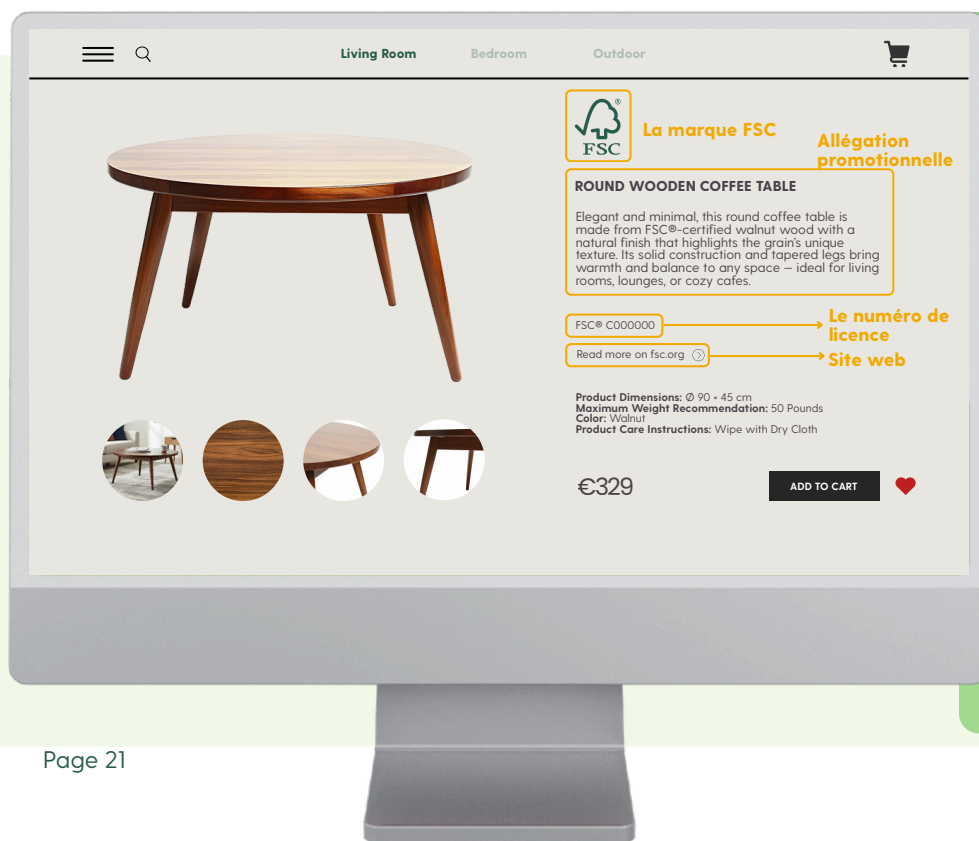 Living Room Bedroom Outdoor
FSC
®
La marque FSC
Allégation
promotionnelle
ROUND WOODEN COFFEE TABLE
Elegant and minimal, this round coffee table is
made from FSC®-certified walnut wood with a
natural finish that highlights the grain's unique
texture. Its solid construction and tapered legs bring
warmth and balance to any space – ideal for living
rooms, lounges, or cozy cafes.
FSC® C000000
Le numéro de
licence
Read more on fsc.org
Site web
Product Dimensions: Ø 90 × 45 cm
Maximum Weight Recommendation: 50 Pounds
Color: Walnut
Product Care Instructions: Wipe with Dry Cloth
€329
ADD TO CART
Page 21